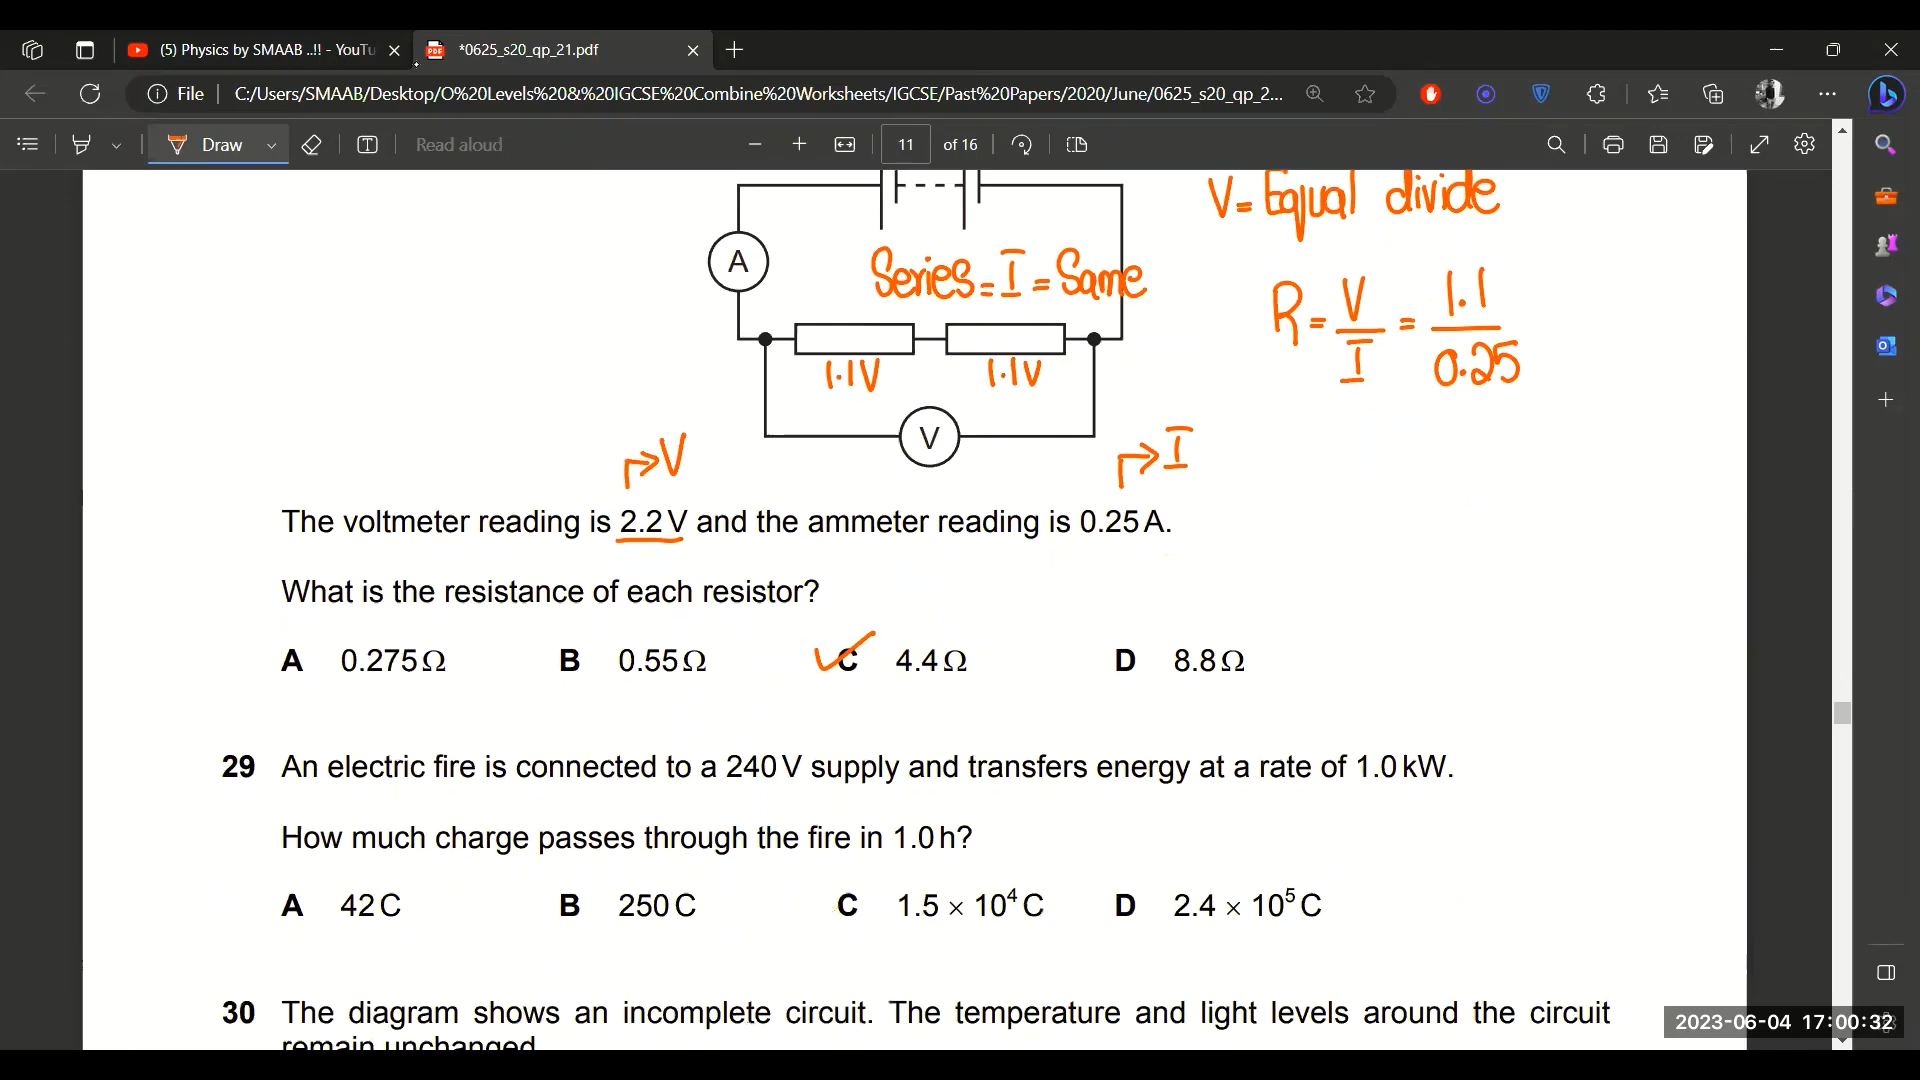 (5) Physics by SMAAB ..!! - YouTu
*0625_s20_qp_21.pdf
File
C:/Users/SMAAB/Desktop/O%20Levels%20&%20IGCSE%20Combine%20Worksheets/IGCSE/Past%20Papers/2020/June/0625_s20_qp_2...
Draw
Read aloud
11 of 16
V= Equal divide
A
Series = I = Same
R = V/I = 1.1/0.25
1.1V 1.1V
V
V
I
The voltmeter reading is 2.2 V and the ammeter reading is 0.25 A.
What is the resistance of each resistor?
A 0.275 Ω B 0.55 Ω C 4.4 Ω D 8.8 Ω
29 An electric fire is connected to a 240 V supply and transfers energy at a rate of 1.0 kW.
How much charge passes through the fire in 1.0 h?
A 42 C B 250 C C 1.5 × 10⁴ C D 2.4 × 10⁵ C
30 The diagram shows an incomplete circuit. The temperature and light levels around the circuit
remain unchanged.
2023-06-04 17:00:32